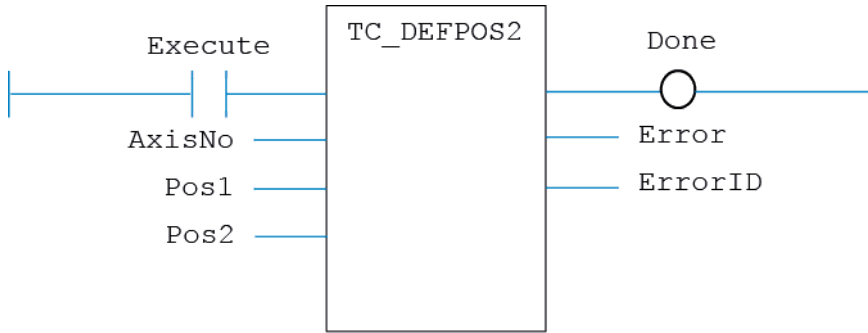 TC_DEFPOS2
Execute
Done
AxisNo
Error
Pos1
ErrorID
Pos2